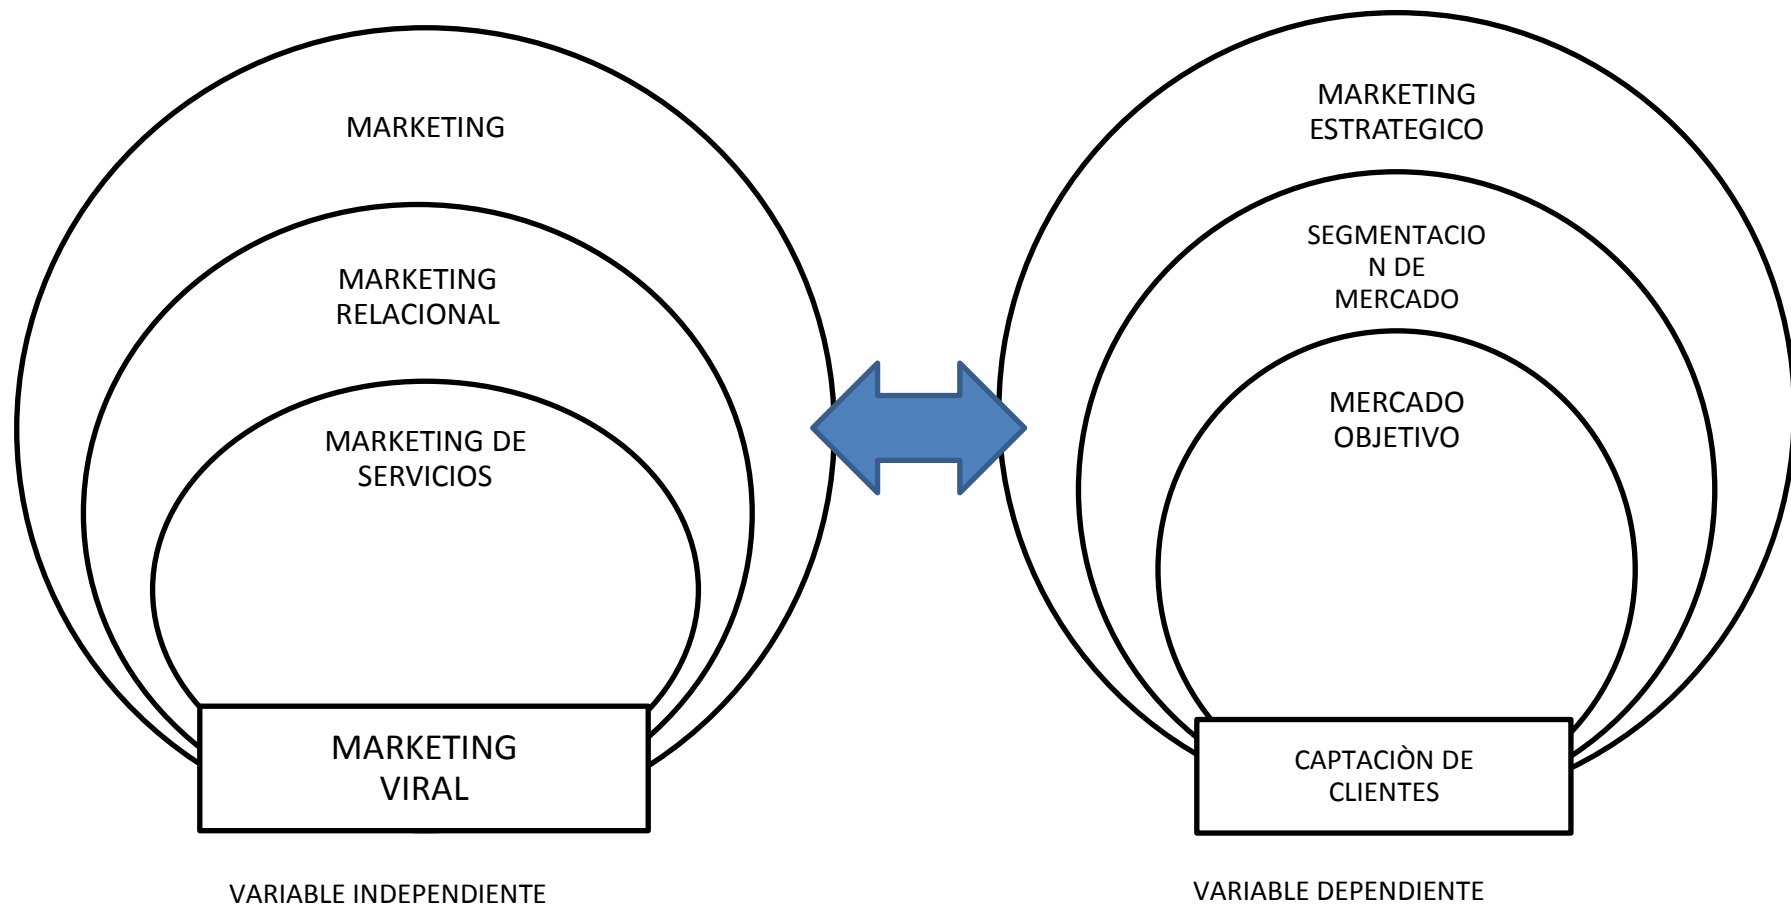 MARKETING
MARKETING
RELACIONAL
MARKETING DE
SERVICIOS
MARKETING
VIRAL
VARIABLE INDEPENDIENTE
MARKETING
ESTRATEGICO
SEGMENTACIO
N DE
MERCADO
MERCADO
OBJETIVO
CAPTACIÒN DE
CLIENTES
VARIABLE DEPENDIENTE